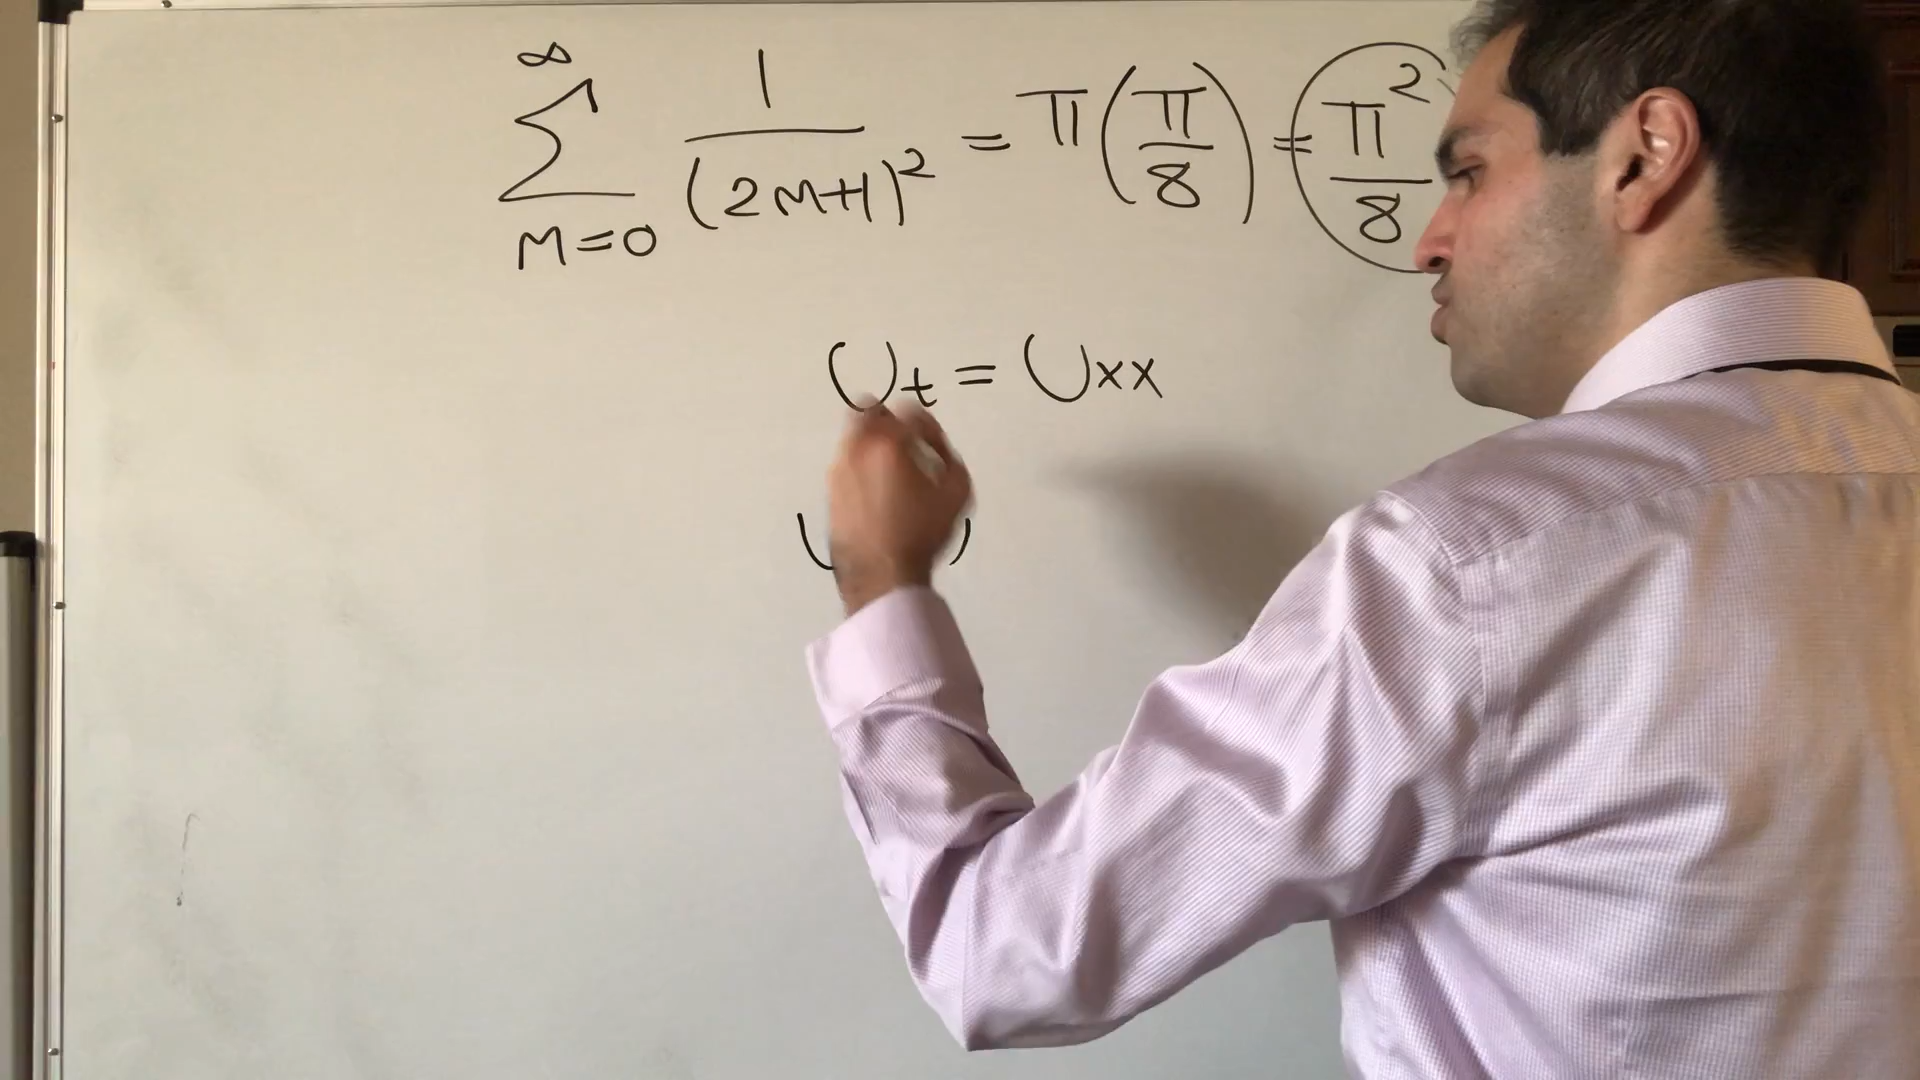 ∞
∑ 1/(2M+1)² = π(π/8) = π²/8
M=0
Ut = Uxx